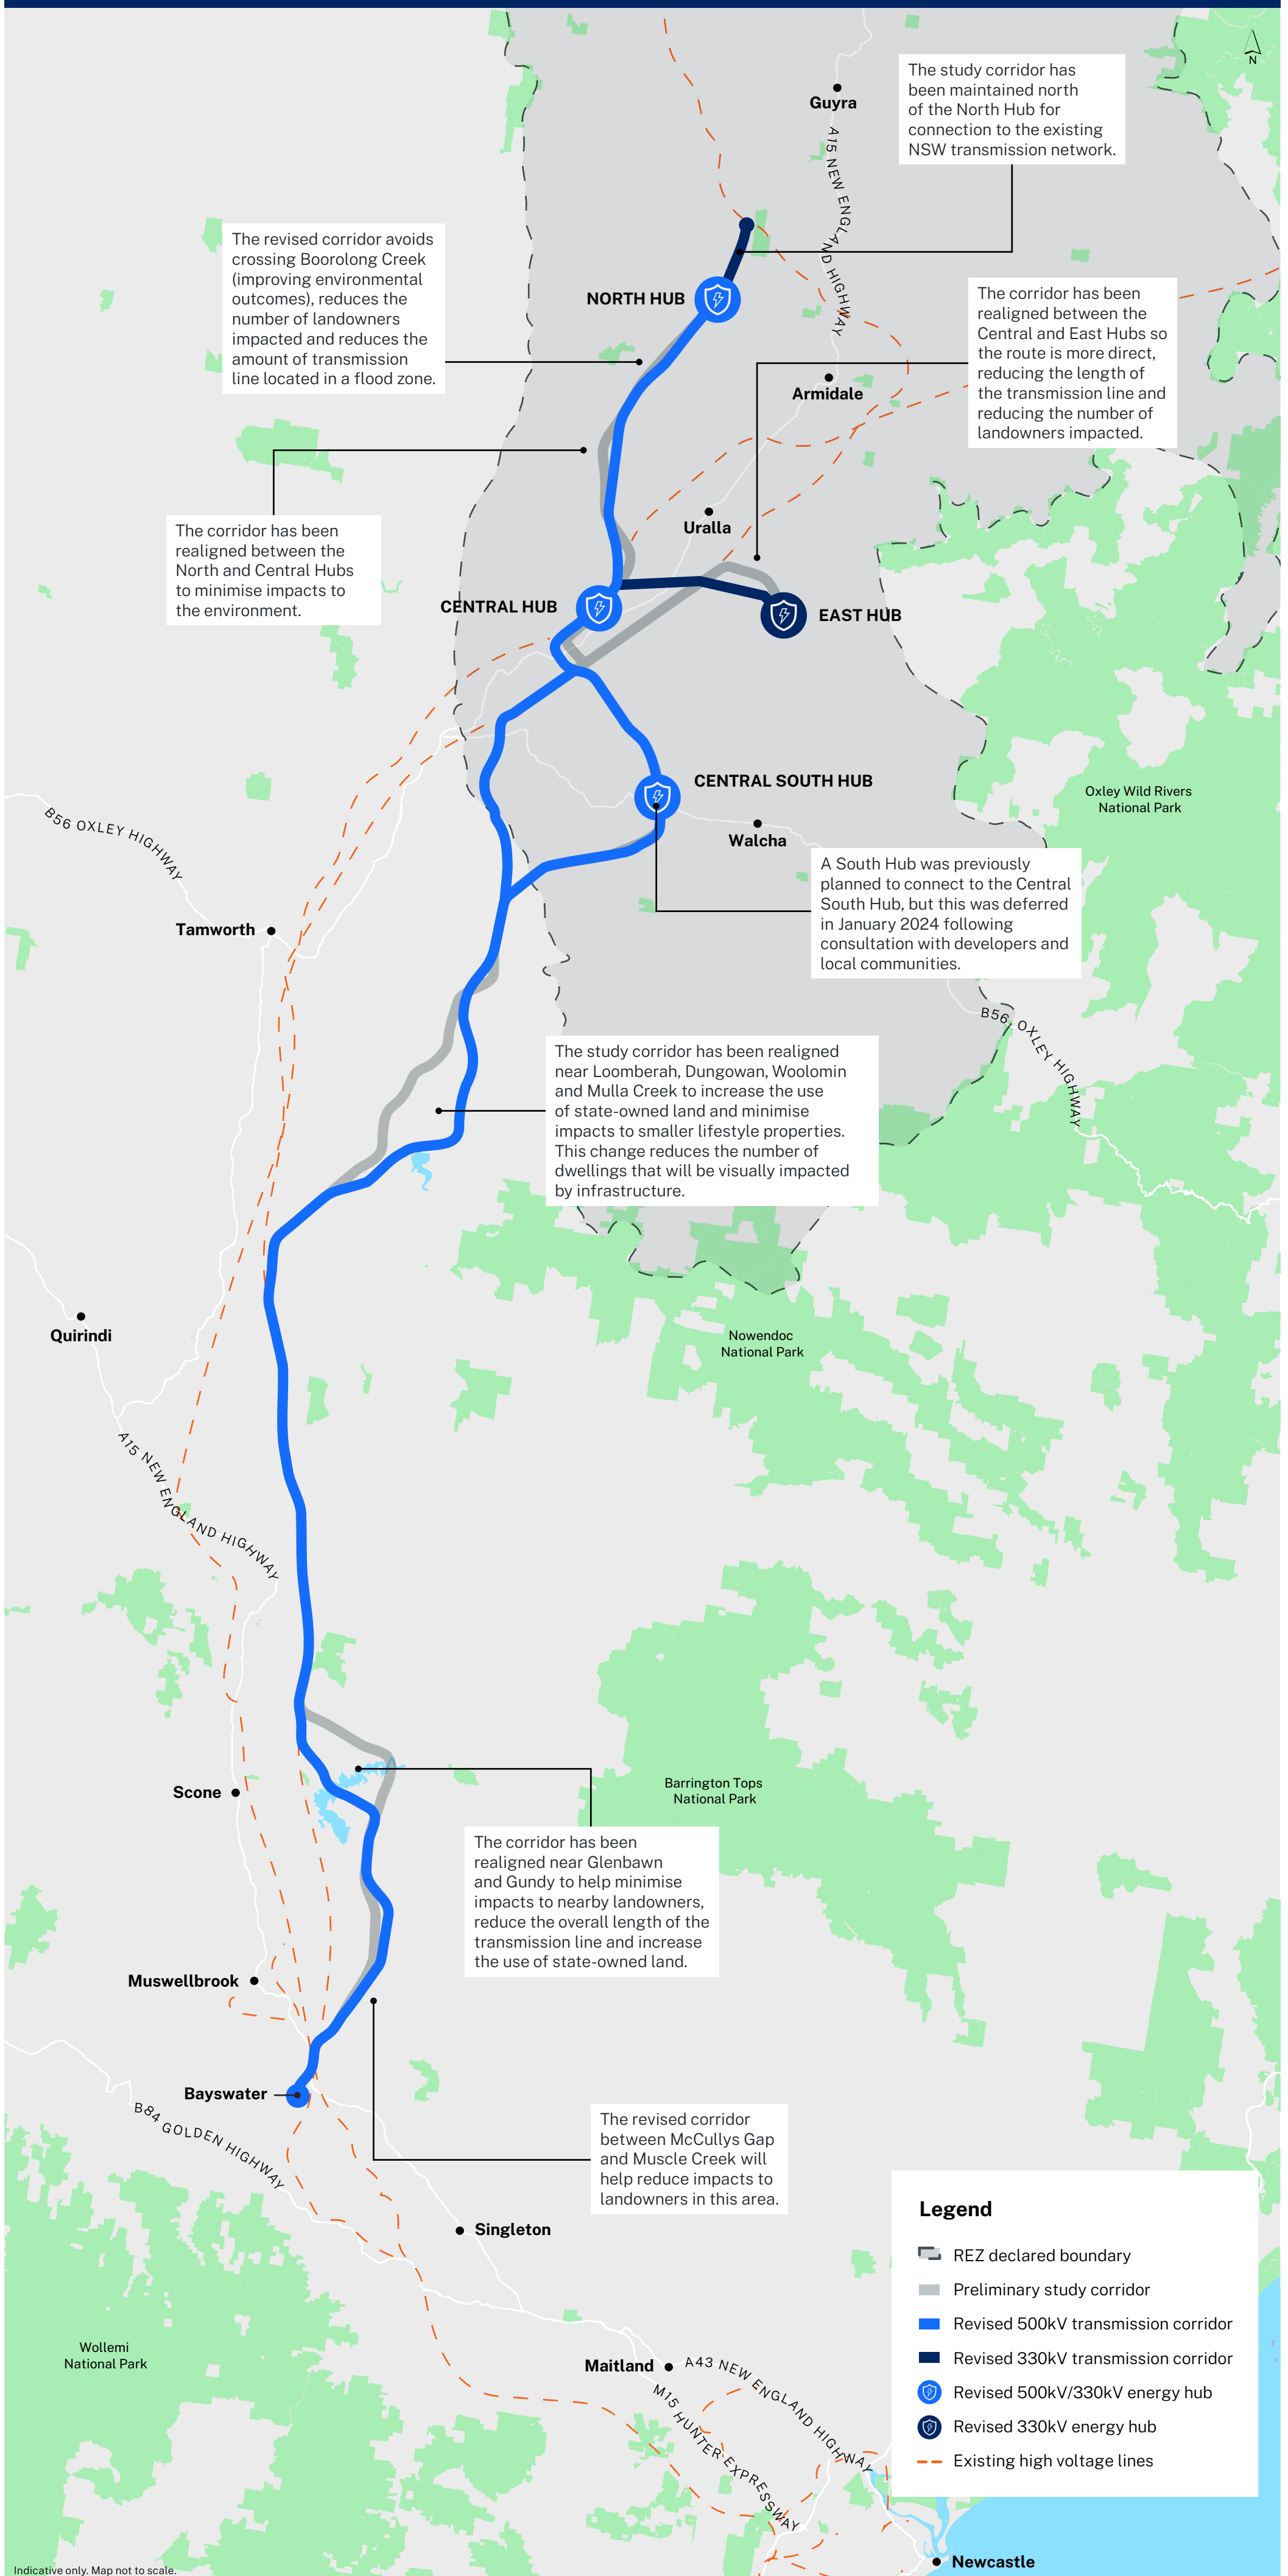 N
Guyra
The study corridor has
been maintained north
of the North Hub for
connection to the existing
NSW transmission network.
A15 NEW ENGLAND HIGHWAY
The revised corridor avoids
crossing Boorolong Creek
(improving environmental
outcomes), reduces the
number of landowners
impacted and reduces the
amount of transmission
line located in a flood zone.
NORTH HUB
The corridor has been
realigned between the
Central and East Hubs so
the route is more direct,
reducing the length of
the transmission line and
reducing the number of
landowners impacted.
Armidale
The corridor has been
realigned between the
North and Central Hubs
to minimise impacts to
the environment.
Uralla
CENTRAL HUB
EAST HUB
CENTRAL SOUTH HUB
Oxley Wild Rivers
National Park
B56 OXLEY HIGHWAY
Walcha
A South Hub was previously
planned to connect to the Central
South Hub, but this was deferred
in January 2024 following
consultation with developers and
local communities.
Tamworth
B56 OXLEY HIGHWAY
The study corridor has been realigned
near Loomberah, Dungowan, Woolomin
and Mulla Creek to increase the use
of state-owned land and minimise
impacts to smaller lifestyle properties.
This change reduces the number of
dwellings that will be visually impacted
by infrastructure.
Quirindi
Nowendoc
National Park
A15 NEW ENGLAND HIGHWAY
Scone
Barrington Tops
National Park
The corridor has been
realigned near Glenbawn
and Gundy to help minimise
impacts to nearby landowners,
reduce the overall length of the
transmission line and increase
the use of state-owned land.
Muswellbrook
Bayswater
B84 GOLDEN HIGHWAY
The revised corridor
between McCullys Gap
and Muscle Creek will
help reduce impacts to
landowners in this area.
Singleton
Wollemi
National Park
Maitland
A43 NEW ENGLAND HIGHWAY
M15 HUNTER EXPRESSWAY
Legend
REZ declared boundary
Preliminary study corridor
Revised 500kV transmission corridor
Revised 330kV transmission corridor
Revised 500kV/330kV energy hub
Revised 330kV energy hub
Existing high voltage lines
Newcastle
Indicative only. Map not to scale.